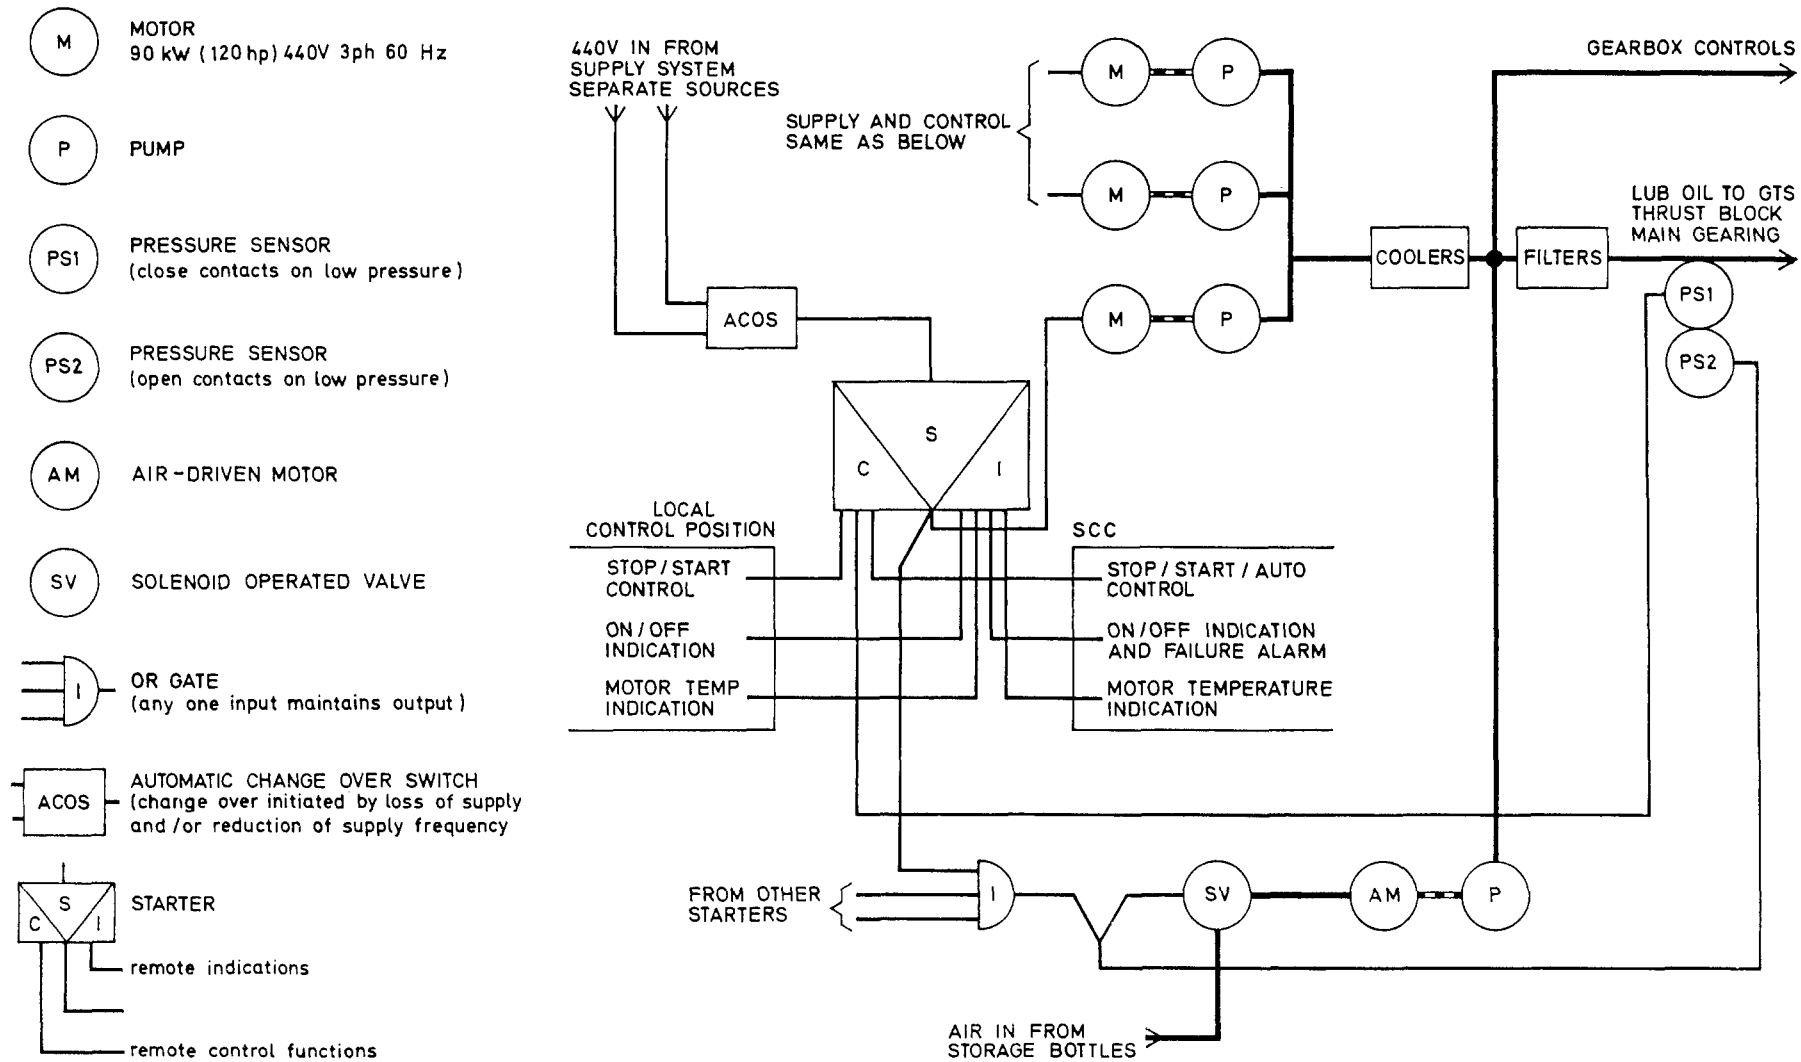 M
MOTOR
90 kW (120 hp) 440V 3ph 60 Hz
P
PUMP
PS1
PRESSURE SENSOR
(close contacts on low pressure)
PS2
PRESSURE SENSOR
(open contacts on low pressure)
AM
AIR-DRIVEN MOTOR
SV
SOLENOID OPERATED VALVE
I
OR GATE
(any one input maintains output)
ACOS
AUTOMATIC CHANGE OVER SWITCH
(change over initiated by loss of supply
and/or reduction of supply frequency
S
C
I
STARTER
remote indications
remote control functions
440V IN FROM
SUPPLY SYSTEM
SEPARATE SOURCES
SUPPLY AND CONTROL
SAME AS BELOW
M
P
M
P
M
P
ACOS
S
C
I
COOLERS
FILTERS
GEARBOX CONTROLS
LUB OIL TO GTS
THRUST BLOCK
MAIN GEARING
PS1
PS2
LOCAL
CONTROL POSITION
STOP/START
CONTROL
ON/OFF
INDICATION
MOTOR TEMP
INDICATION
SCC
STOP/START/AUTO
CONTROL
ON/OFF INDICATION
AND FAILURE ALARM
MOTOR TEMPERATURE
INDICATION
FROM OTHER
STARTERS
I
SV
AM
P
AIR IN FROM
STORAGE BOTTLES